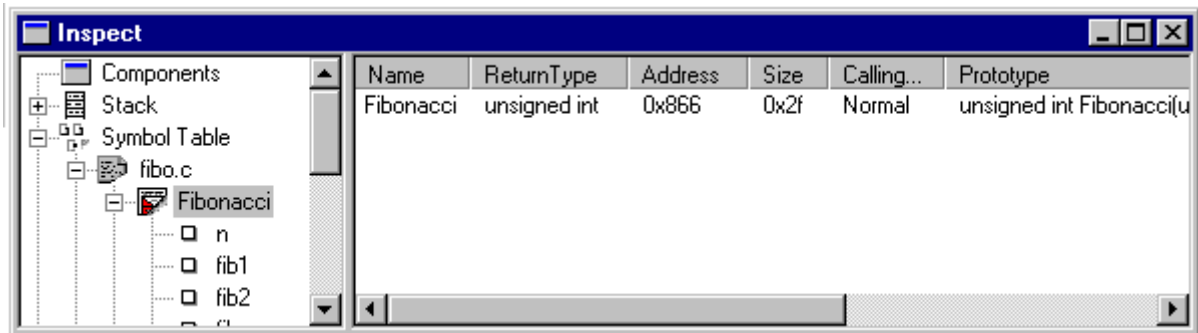 Inspect
Components
Stack
Symbol Table
fibo.c
Fibonacci
n
fib1
fib2
Name ReturnType Address Size Calling... Prototype
Fibonacci unsigned int 0x866 0x2f Normal unsigned int Fibonacci(u